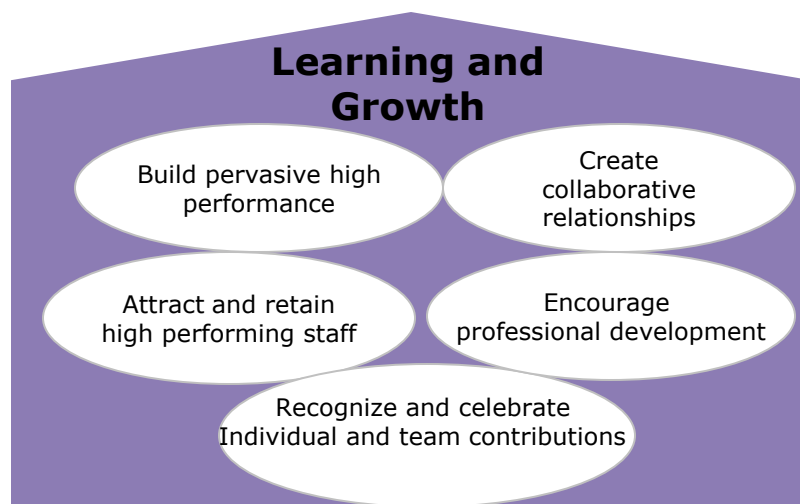 Learning and
Growth
Build pervasive high
performance
Create
collaborative
relationships
Attract and retain
high performing staff
Encourage
professional development
Recognize and celebrate
Individual and team contributions